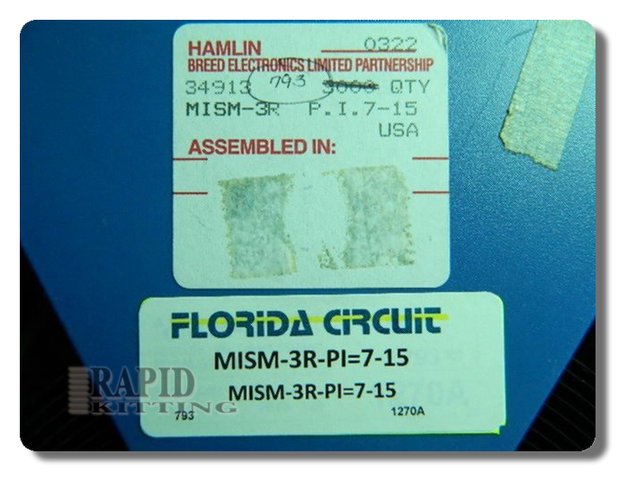 HAMLIN 0322
BREED ELECTRONICS LIMITED PARTNERSHIP
34913 793 3000 QTY
MISM-3R P.I.7-15
USA
ASSEMBLED IN:
FLORIDA CIRCUIT
MISM-3R-PI=7-15
MISM-3R-PI=7-15
793 1270A
RAPID
KITTING